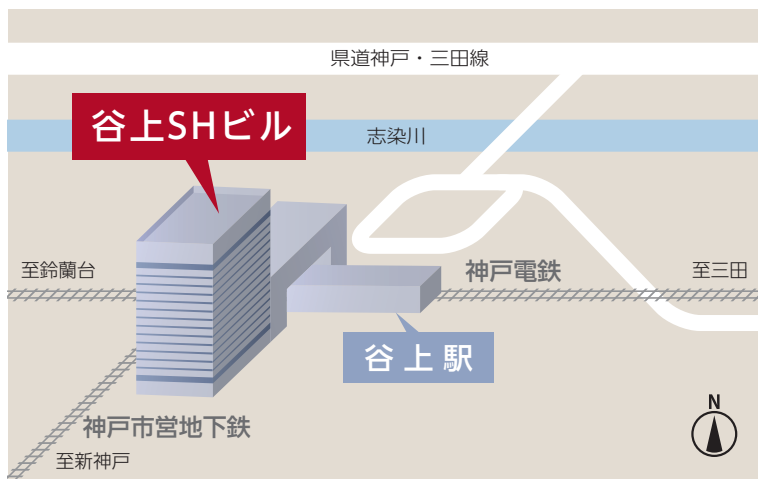 県道神戸・三田線
谷上SHビル
志染川
至鈴蘭台
神戸電鉄
至三田
谷上駅
神戸市営地下鉄
至新神戸
N